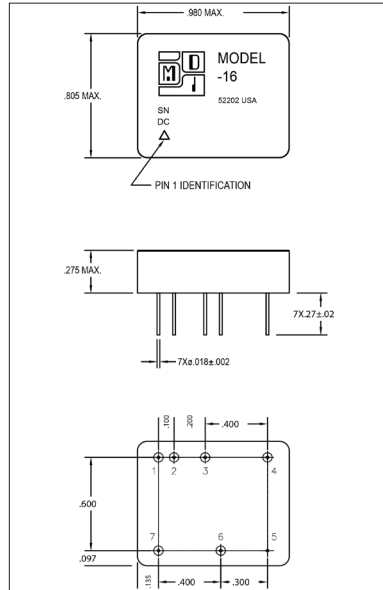 .980 MAX.
.805 MAX.
M D I
MODEL
-16
52202 USA
SN
DC
PIN 1 IDENTIFICATION
.275 MAX.
7X.27±.02
7Xø.018±.002
.100
.200
.400
1 2 3 4
.600
7 6 5
.097
.135
.400
.300